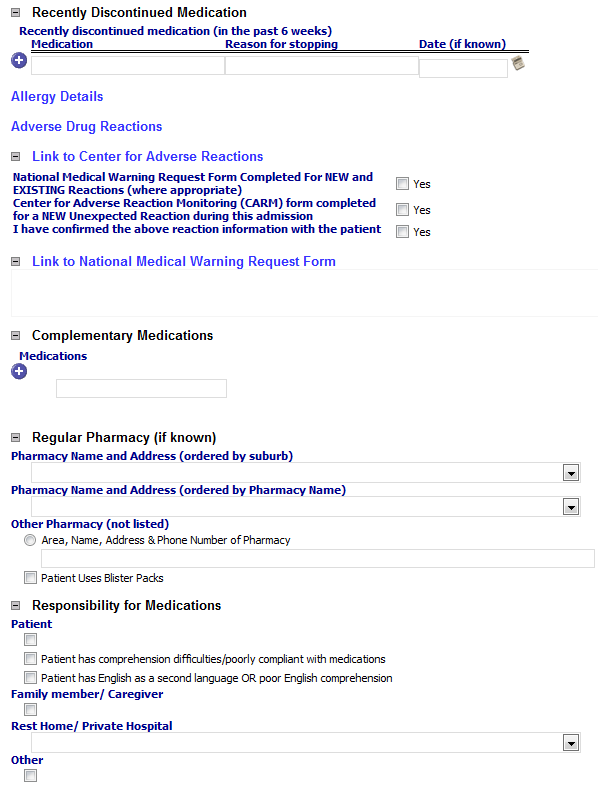 Recently Discontinued Medication
Recently discontinued medication (in the past 6 weeks)
Medication Reason for stopping Date (if known)
Allergy Details
Adverse Drug Reactions
Link to Center for Adverse Reactions
National Medical Warning Request Form Completed For NEW and
EXISTING Reactions (where appropriate) Yes
Center for Adverse Reaction Monitoring (CARM) form completed
for a NEW Unexpected Reaction during this admission Yes
I have confirmed the above reaction information with the patient Yes
Link to National Medical Warning Request Form
Complementary Medications
Medications
Regular Pharmacy (if known)
Pharmacy Name and Address (ordered by suburb)
Pharmacy Name and Address (ordered by Pharmacy Name)
Other Pharmacy (not listed)
Area, Name, Address & Phone Number of Pharmacy
Patient Uses Blister Packs
Responsibility for Medications
Patient
Patient has comprehension difficulties/poorly compliant with medications
Patient has English as a second language OR poor English comprehension
Family member/ Caregiver
Rest Home/ Private Hospital
Other